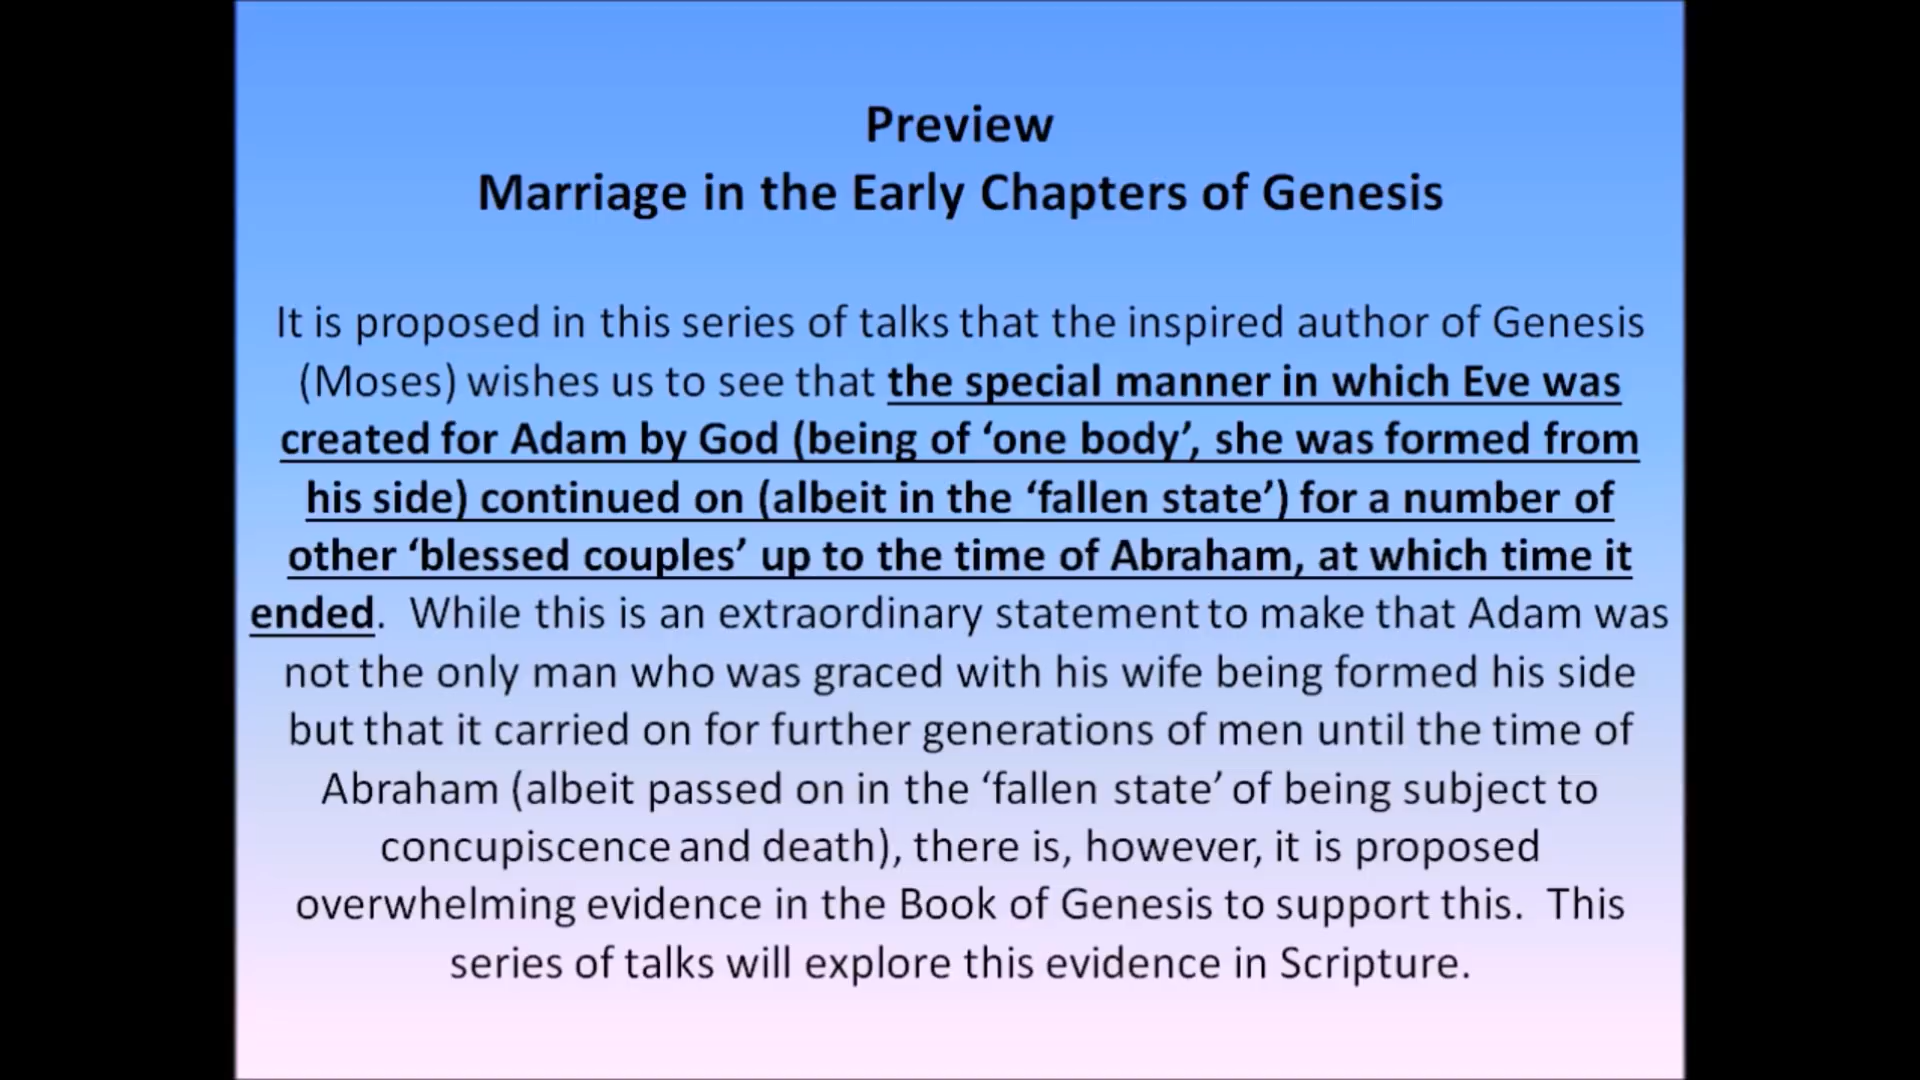 Preview
Marriage in the Early Chapters of Genesis
It is proposed in this series of talks that the inspired author of Genesis
(Moses) wishes us to see that the special manner in which Eve was
created for Adam by God (being of ‘one body’, she was formed from
his side) continued on (albeit in the ‘fallen state’) for a number of
other ‘blessed couples’ up to the time of Abraham, at which time it
ended.  While this is an extraordinary statement to make that Adam was
not the only man who was graced with his wife being formed his side
but that it carried on for further generations of men until the time of
Abraham (albeit passed on in the ‘fallen state’ of being subject to
concupiscence and death), there is, however, it is proposed
overwhelming evidence in the Book of Genesis to support this.  This
series of talks will explore this evidence in Scripture.